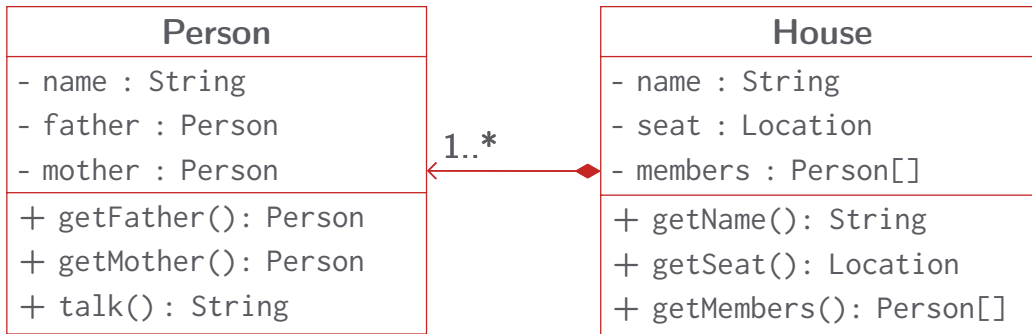 Person
- name : String
- father : Person
- mother : Person
+ getFather(): Person
+ getMother(): Person
+ talk(): String
1..*
House
- name : String
- seat : Location
- members : Person[]
+ getName(): String
+ getSeat(): Location
+ getMembers(): Person[]